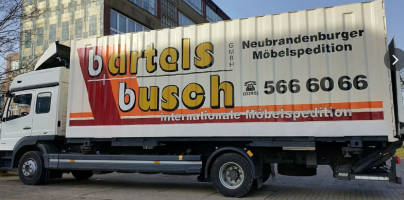 bartels
busch
GMBH
Neubrandenburger
Möbelspedition
☎ (0395) 566 60 66
internationale Möbelspedition